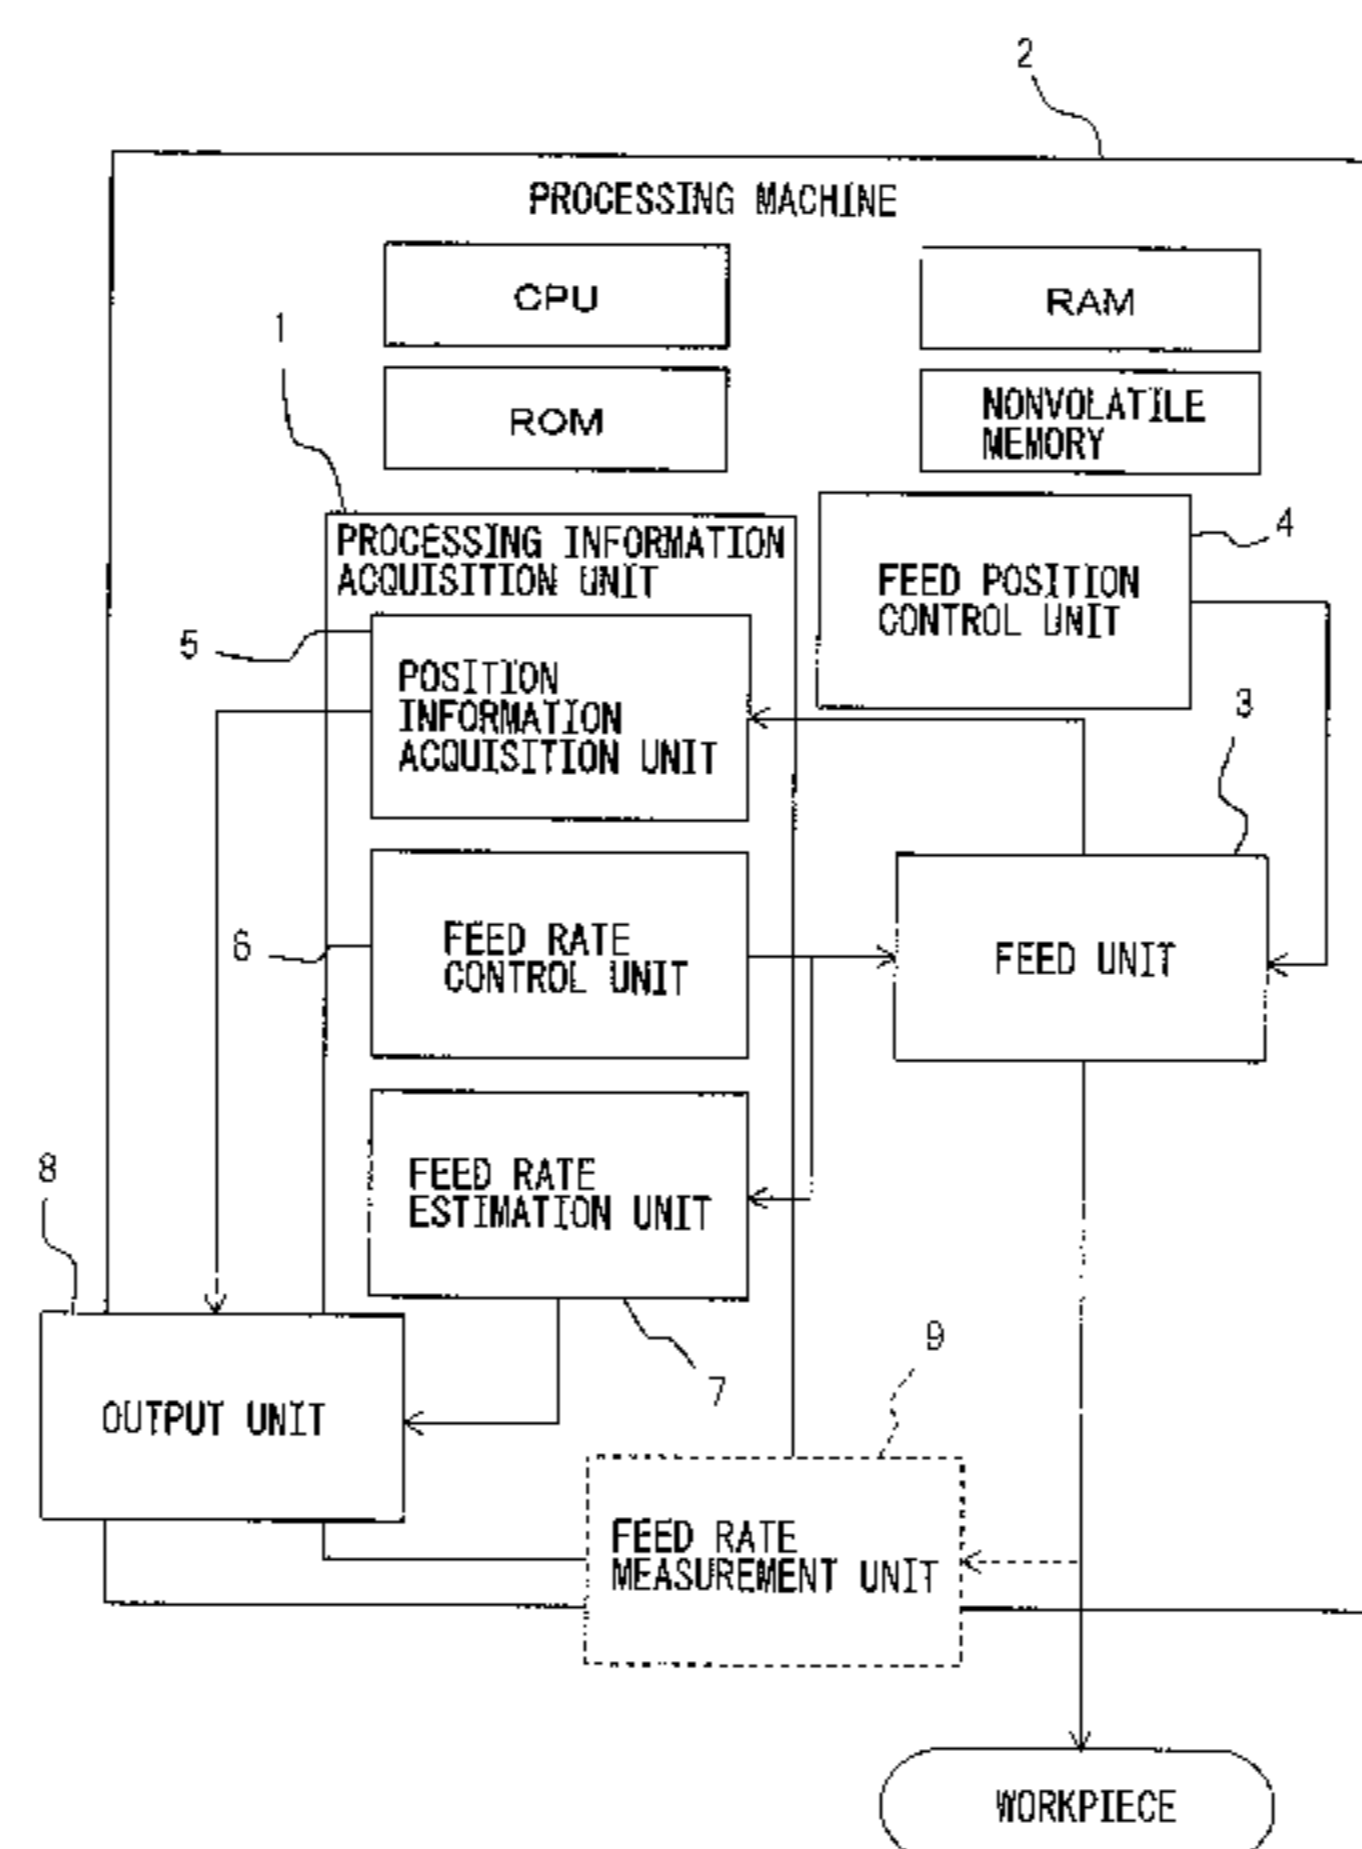 2
PROCESSING MACHINE
CPU
RAM
1
ROM
NONVOLATILE
MEMORY
PROCESSING INFORMATION
ACQUISITION UNIT
4
FEED POSITION
CONTROL UNIT
5
POSITION
INFORMATION
ACQUISITION UNIT
3
6
FEED RATE
CONTROL UNIT
FEED UNIT
8
FEED RATE
ESTIMATION UNIT
9
7
OUTPUT UNIT
FEED RATE
MEASUREMENT UNIT
WORKPIECE